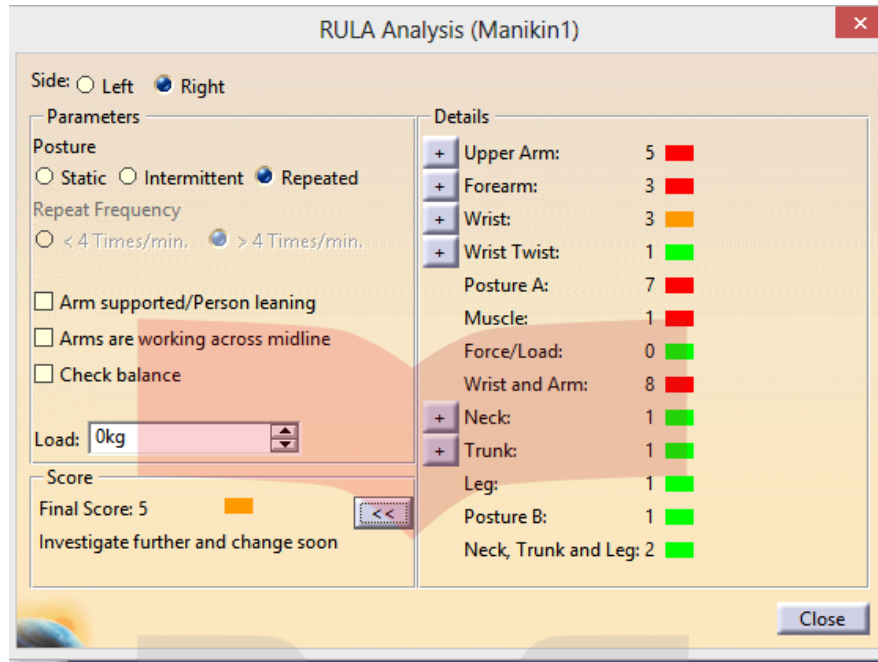 RULA Analysis (Manikin1)
×
Side: Left Right
Parameters
Posture
Static Intermittent Repeated
Repeat Frequency
< 4 Times/min. > 4 Times/min.
Arm supported/Person leaning
Arms are working across midline
Check balance
Load: 0kg
Score
Final Score: 5
<<
Investigate further and change soon
Details
+ Upper Arm: 5
+ Forearm: 3
+ Wrist: 3
+ Wrist Twist: 1
Posture A: 7
Muscle: 1
Force/Load: 0
Wrist and Arm: 8
+ Neck: 1
+ Trunk: 1
Leg: 1
Posture B: 1
Neck, Trunk and Leg: 2
Close